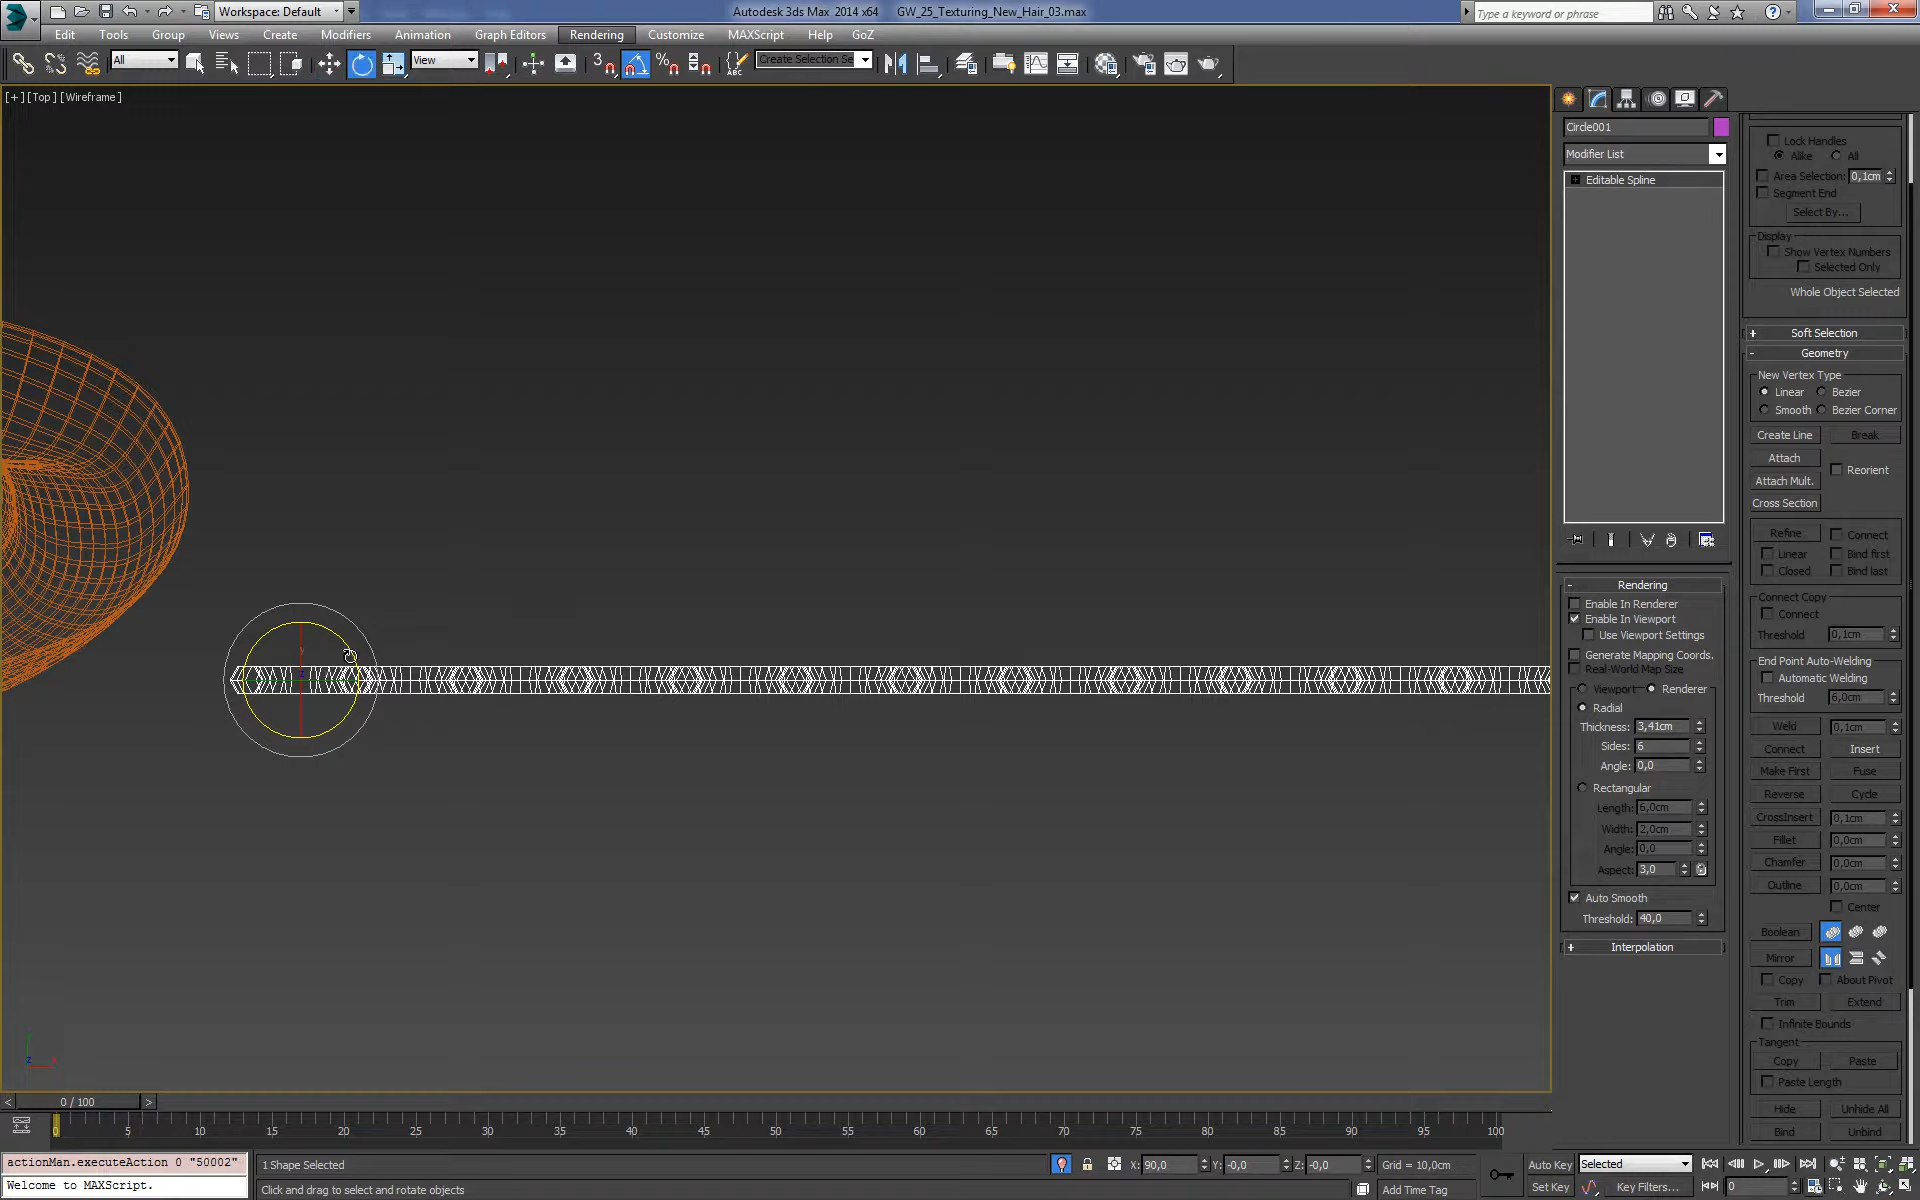 Workspace: Default
Autodesk 3ds Max 2014 x64 GW_25_Texturing_New_Hair_03.max
Type a keyword or phrase
Edit Tools Group Views Create Modifiers Animation Graph Editors Rendering Customize MAXScript Help GoZ
All View Create Selection Se
[+] [Top] [Wireframe]
Circle001
Modifier List
Editable Spline
Rendering
Enable In Renderer
Enable In Viewport
Use Viewport Settings
Generate Mapping Coords.
Real-World Map Size
Viewport Renderer
Radial
Thickness: 3,41cm
Sides: 6
Angle: 0,0
Rectangular
Length: 6,0cm
Width: 2,0cm
Angle: 0,0
Aspect: 3,0
Auto Smooth
Threshold: 40,0
Interpolation
Lock Handles
Alike All
Area Selection: 0,1cm
Segment End
Select By...
Display
Show Vertex Numbers
Selected Only
Whole Object Selected
Soft Selection
Geometry
New Vertex Type
Linear Bezier
Smooth Bezier Corner
Create Line Break
Attach
Reorient
Attach Mult.
Cross Section
Refine Connect
Linear Bind first
Closed Bind last
Connect Copy
Connect
Threshold 0,1cm
End Point Auto-Welding
Automatic Welding
Threshold 6,0cm
Weld 0,1cm
Connect Insert
Make First Fuse
Reverse Cycle
CrossInsert 0,1cm
Fillet 0,0cm
Chamfer 0,0cm
Outline 0,0cm
Center
Boolean
Mirror
Copy About Pivot
Trim Extend
Infinite Bounds
Tangent
Copy Paste
Paste Length
Hide Unhide All
Bind Unbind
0 / 100
0 5 10 15 20 25 30 35 40 45 50 55 60 65 70 75 80 85 90 95 100
actionMan.executeAction 0 "50002"
Welcome to MAXScript.
1 Shape Selected
Click and drag to select and rotate objects
X: 90,0 Y: -0,0 Z: -0,0 Grid = 10,0cm
Add Time Tag
Auto Key Selected
Set Key Key Filters... 0